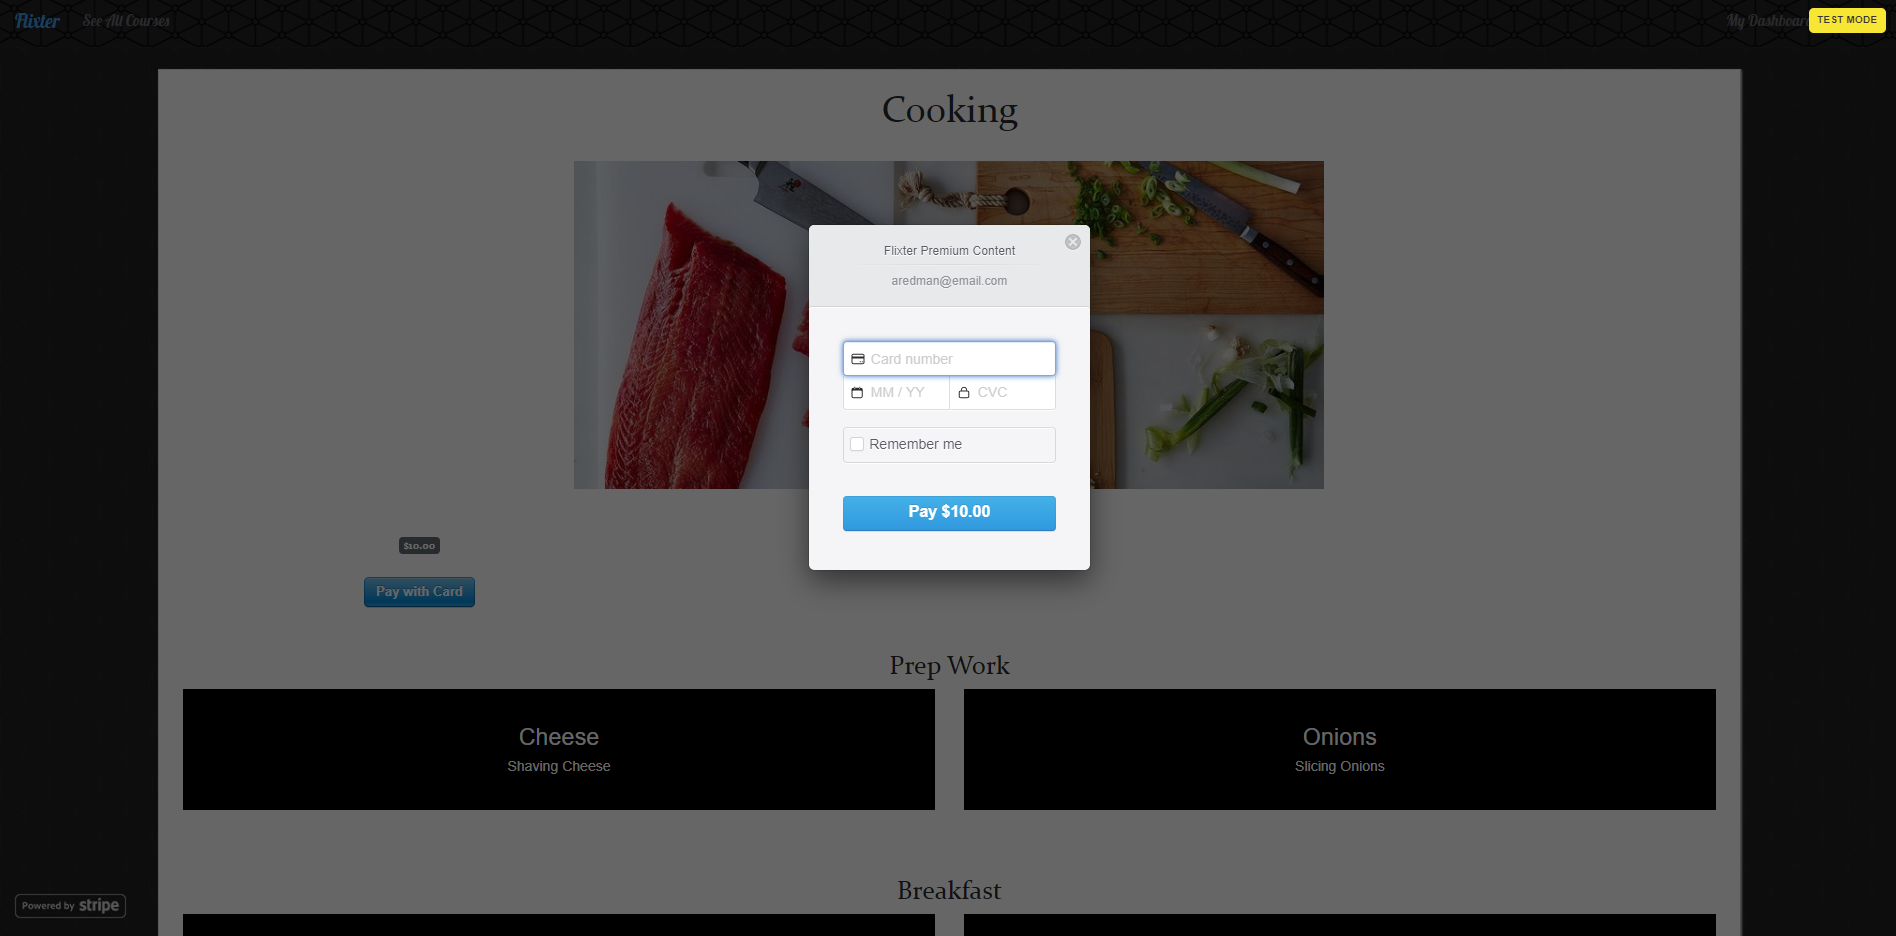 Flixter See All Courses
My Dashboar
TEST MODE
Cooking
Flixter Premium Content
aredman@email.com
Card number
MM / YY CVC
Remember me
Pay $10.00
$10.00
Pay with Card
Prep Work
Cheese
Shaving Cheese
Onions
Slicing Onions
Breakfast
Powered by stripe